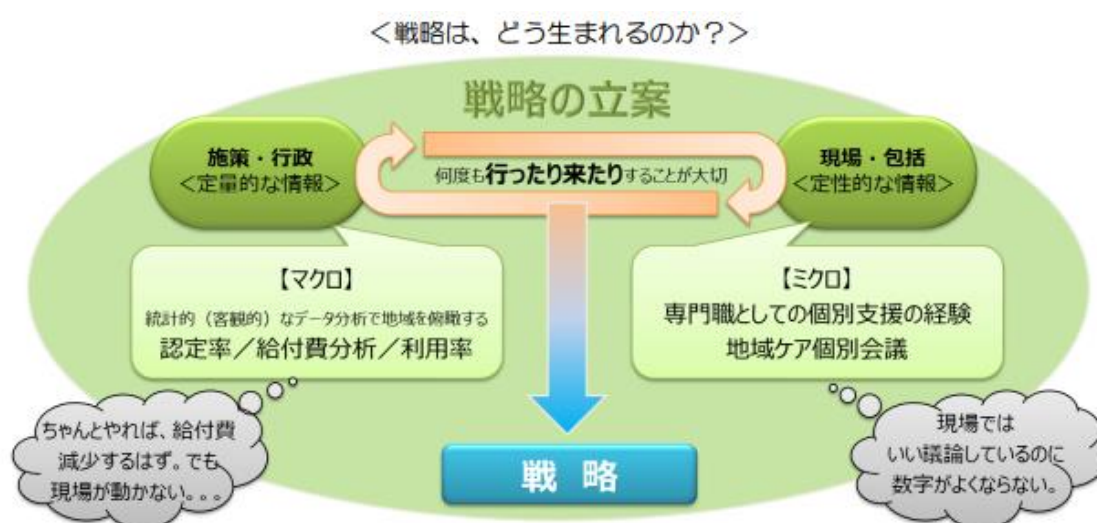 ＜戦略は、どう生まれるのか？＞
戦略の立案
施策・行政
＜定量的な情報＞
何度も行ったり来たりすることが大切
現場・包括
＜定性的な情報＞
【マクロ】
統計的（客観的）なデータ分析で地域を俯瞰する
認定率／給付費分析／利用率
【ミクロ】
専門職としての個別支援の経験
地域ケア個別会議
ちゃんとやれば、給付費
減少するはず。でも
現場が動かない。。。
現場では
いい議論しているのに
数字がよくならない。
戦 略